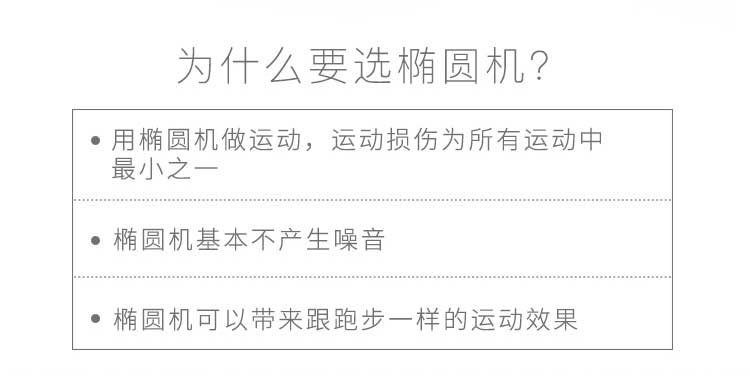 为什么要选椭圆机？
用椭圆机做运动，运动损伤为所有运动中
最小之一
椭圆机基本不产生噪音
椭圆机可以带来跟跑步一样的运动效果